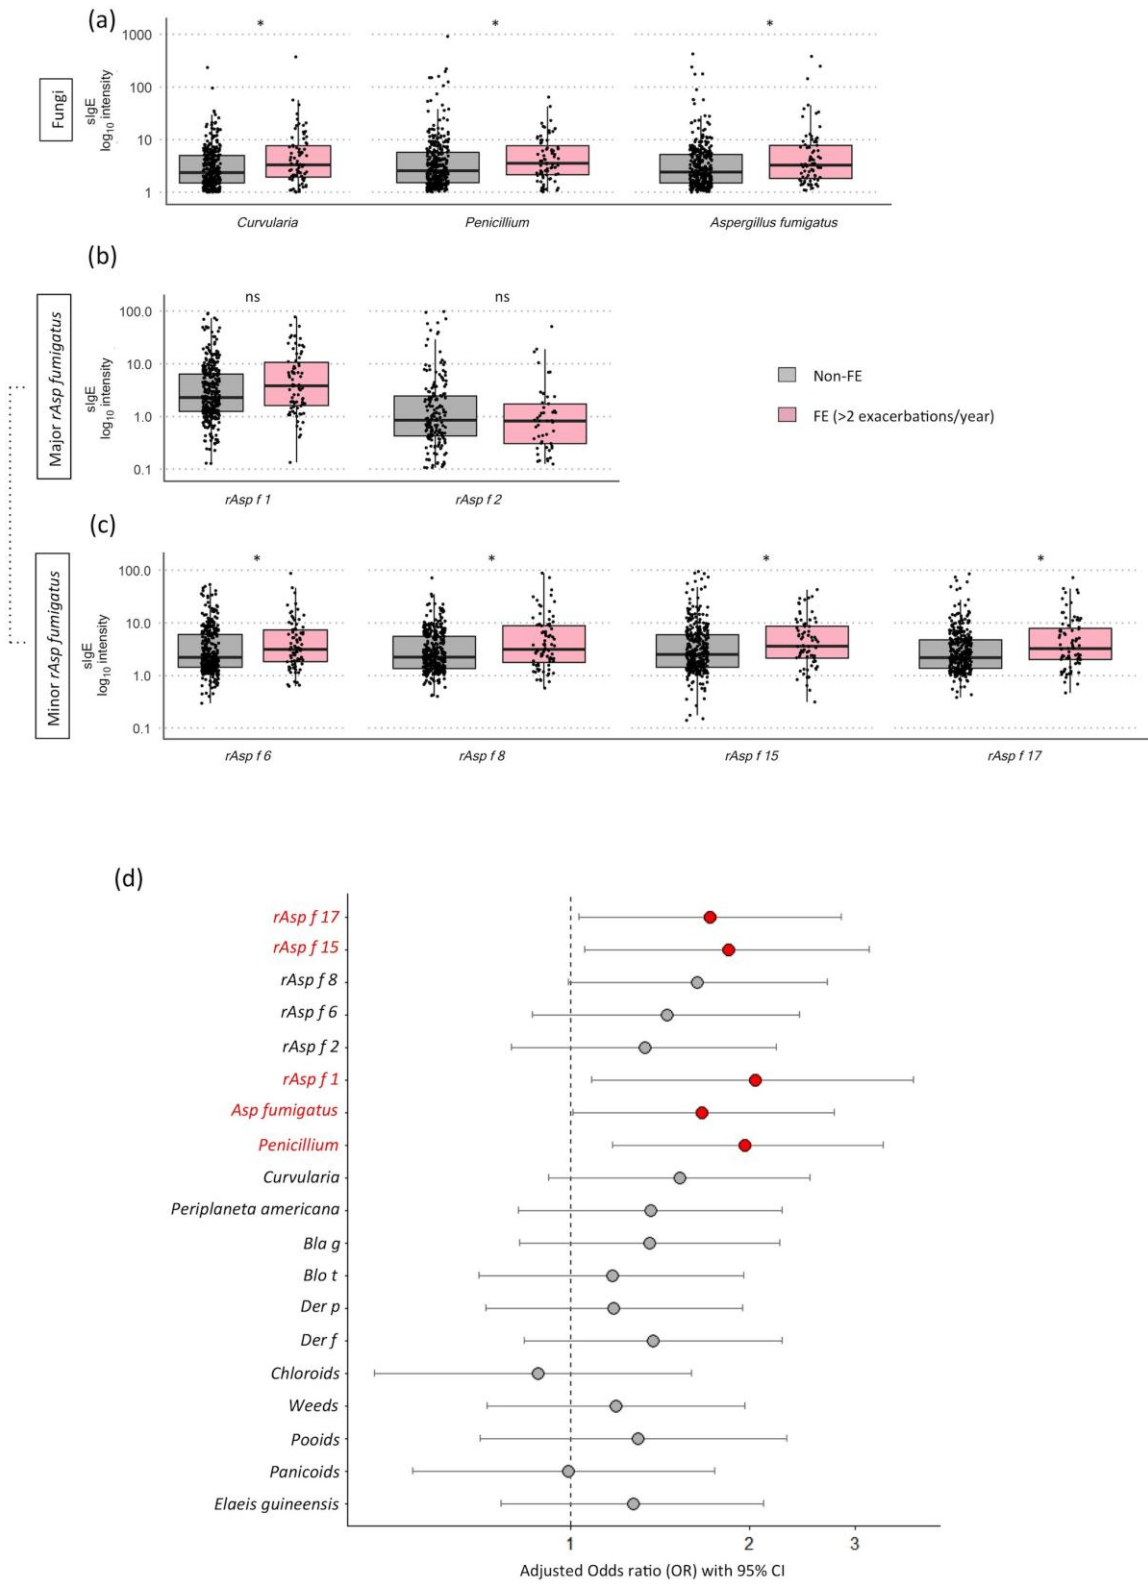 (a)
Fungi
sIgE
log10 intensity
1000
100
10
1
* * *
Curvularia Penicillium Aspergillus fumigatus
(b)
Major rAsp fumigatus
sIgE
log10 intensity
100.0
10.0
1.0
0.1
ns ns
rAsp f 1 rAsp f 2
Non-FE
FE (>2 exacerbations/year)
(c)
Minor rAsp fumigatus
sIgE
log10 intensity
100.0
10.0
1.0
0.1
* * * *
rAsp f 6 rAsp f 8 rAsp f 15 rAsp f 17
(d)
rAsp f 17
rAsp f 15
rAsp f 8
rAsp f 6
rAsp f 2
rAsp f 1
Asp fumigatus
Penicillium
Curvularia
Periplaneta americana
Bla g
Blo t
Der p
Der f
Chloroids
Weeds
Pooids
Panicoids
Elaeis guineensis
1 2 3
Adjusted Odds ratio (OR) with 95% CI